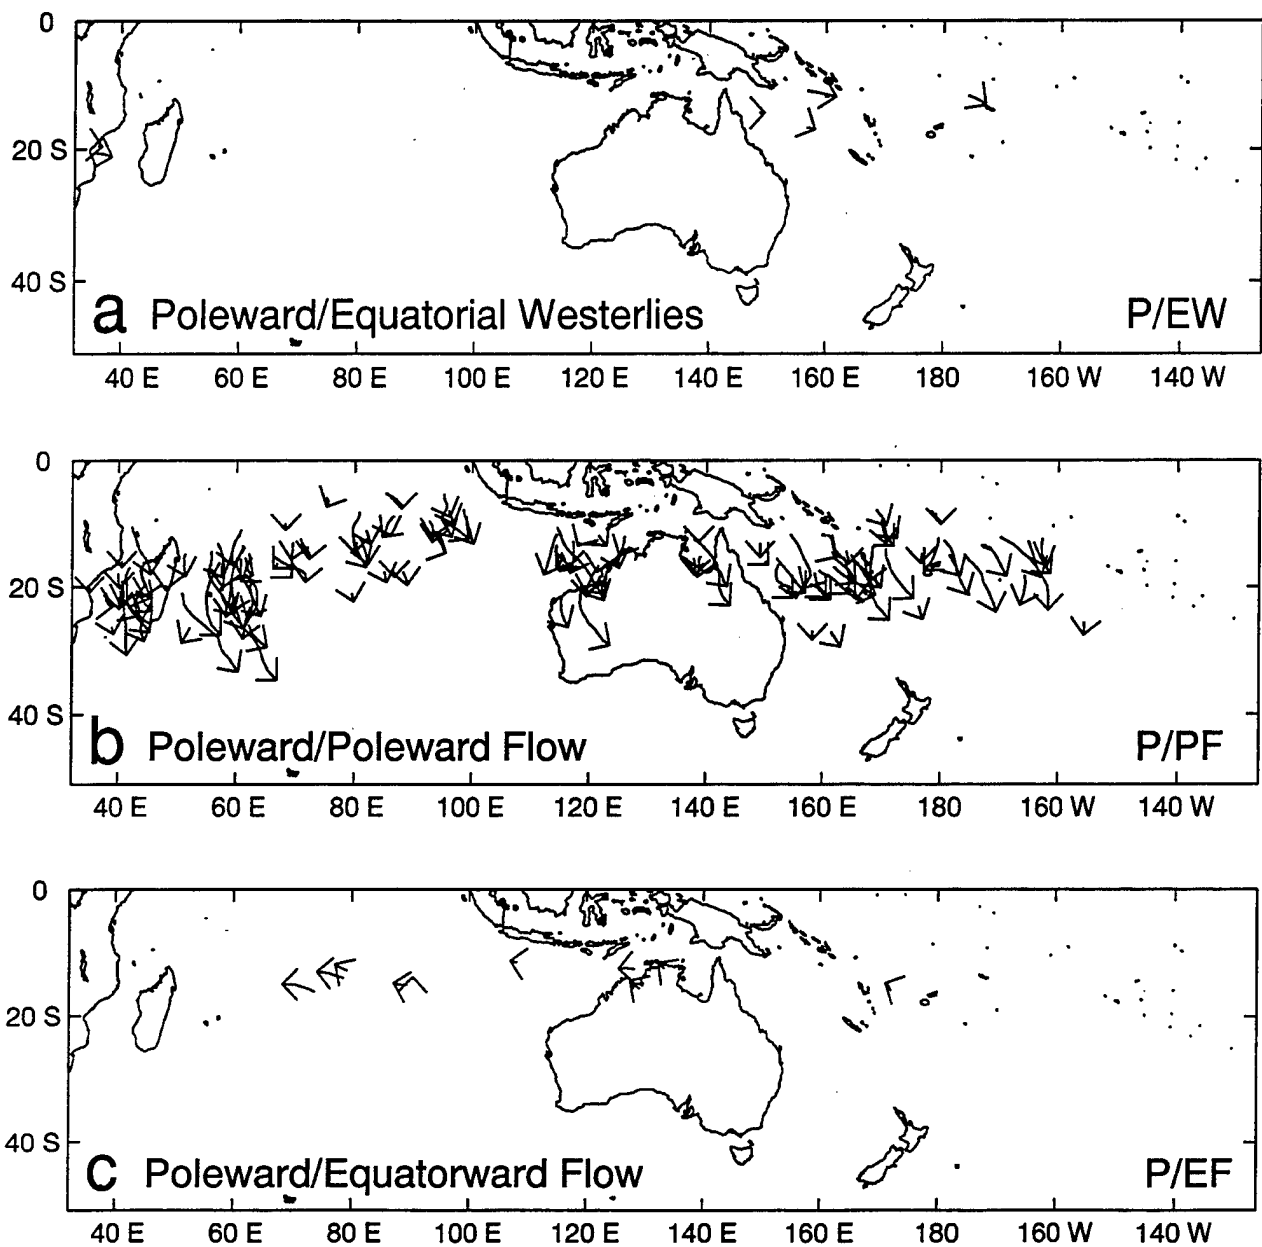 0
20 S
40 S
a Poleward/Equatorial Westerlies P/EW
40 E 60 E 80 E 100 E 120 E 140 E 160 E 180 160 W 140 W
0
20 S
40 S
b Poleward/Poleward Flow P/PF
40 E 60 E 80 E 100 E 120 E 140 E 160 E 180 160 W 140 W
0
20 S
40 S
c Poleward/Equatorward Flow P/EF
40 E 60 E 80 E 100 E 120 E 140 E 160 E 180 160 W 140 W